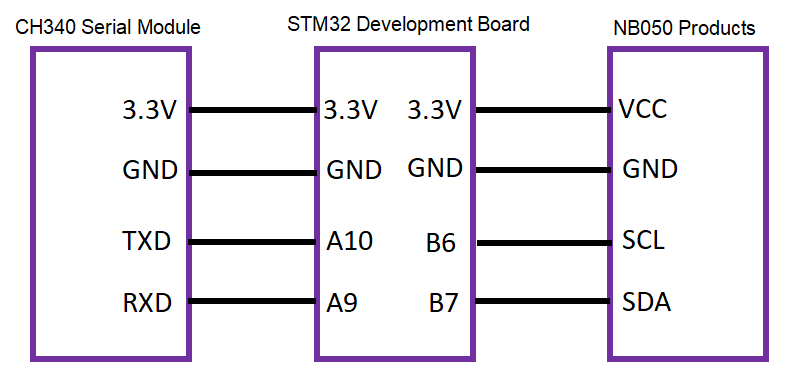 CH340 Serial Module
STM32 Development Board
NB050 Products
3.3V
3.3V
3.3V
VCC
GND
GND
GND
GND
TXD
A10
B6
SCL
RXD
A9
B7
SDA